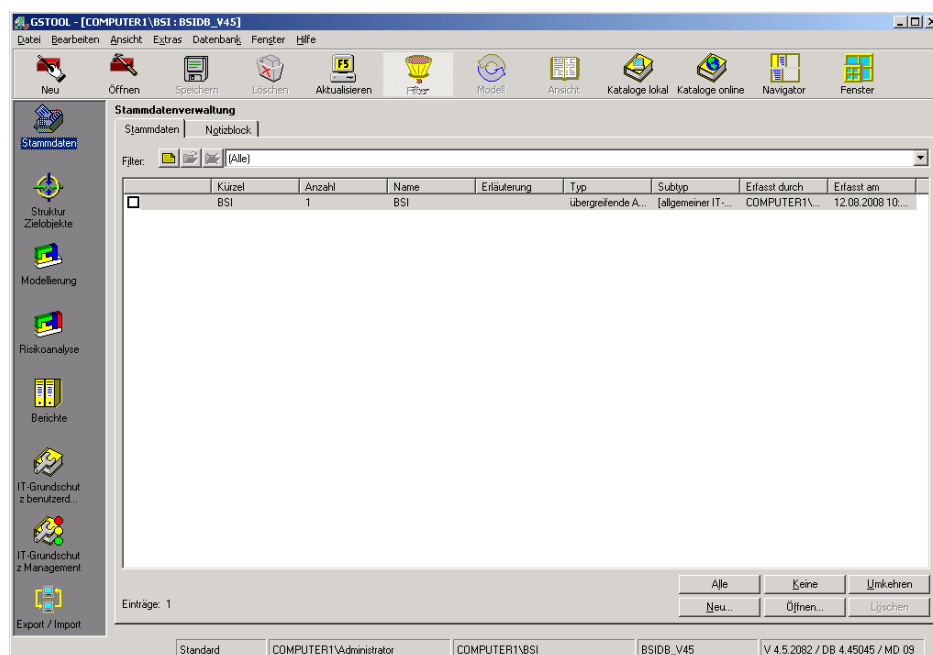 GSTOOL - [COMPUTER1\BSI : BSIDB_V45]
Datei Bearbeiten Ansicht Extras Datenbank Fenster Hilfe
Neu Öffnen Speichern Löschen Aktualisieren Filter Modell Ansicht Kataloge lokal Kataloge online Navigator Fenster
F5
Stammdatenverwaltung
Stammdaten Notizblock
Filter: (Alle)
Kürzel Anzahl Name Erläuterung Typ Subtyp Erfasst durch Erfasst am
BSI 1 BSI übergreifende A... [allgemeiner IT-... COMPUTER1\... 12.08.2008 10:...
Stammdaten
Struktur
Zielobjekte
Modellierung
Risikoanalyse
Berichte
IT-Grundschut
z benutzerd...
IT-Grundschut
z Management
Export / Import
Alle Keine Umkehren
Einträge: 1
Neu... Öffnen... Löschen
Standard COMPUTER1\Administrator COMPUTER1\BSI BSIDB_V45 V 4.5.2082 / DB 4.45045 / MD 09